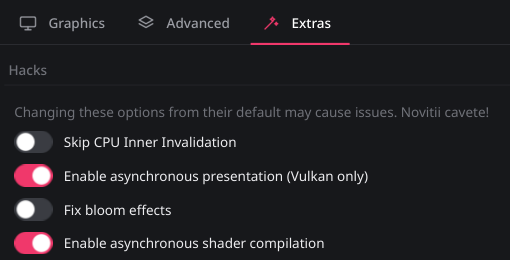 Graphics Advanced Extras
Hacks
Changing these options from their default may cause issues. Novitii cavete!
Skip CPU Inner Invalidation
Enable asynchronous presentation (Vulkan only)
Fix bloom effects
Enable asynchronous shader compilation